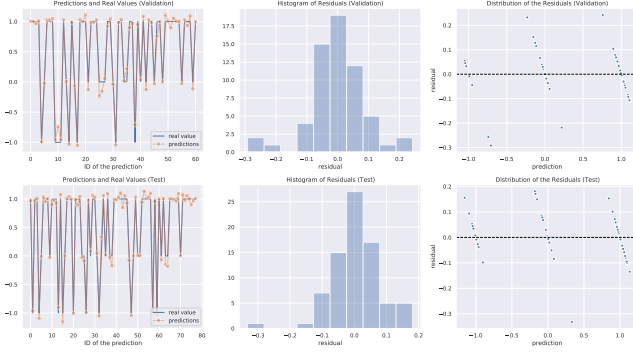 Predictions and Real Values (Validation)
1.0
0.5
0.0
−0.5
−1.0
real value
predictions
0 10 20 30 40 50 60
ID of the prediction
Histogram of Residuals (Validation)
17.5
15.0
12.5
10.0
7.5
5.0
2.5
0.0
−0.3 −0.2 −0.1 0.0 0.1 0.2
residual
Distribution of the Residuals (Validation)
residual
0.2
0.1
0.0
−0.1
−0.2
−0.3
−1.0 −0.5 0.0 0.5 1.0
prediction
Predictions and Real Values (Test)
1.0
0.5
0.0
−0.5
−1.0
real value
predictions
0 10 20 30 40 50 60 70 80
ID of the prediction
Histogram of Residuals (Test)
25
20
15
10
5
0
−0.3 −0.2 −0.1 0.0 0.1 0.2
residual
Distribution of the Residuals (Test)
residual
0.2
0.1
0.0
−0.1
−0.2
−0.3
−1.0 −0.5 0.0 0.5 1.0
prediction